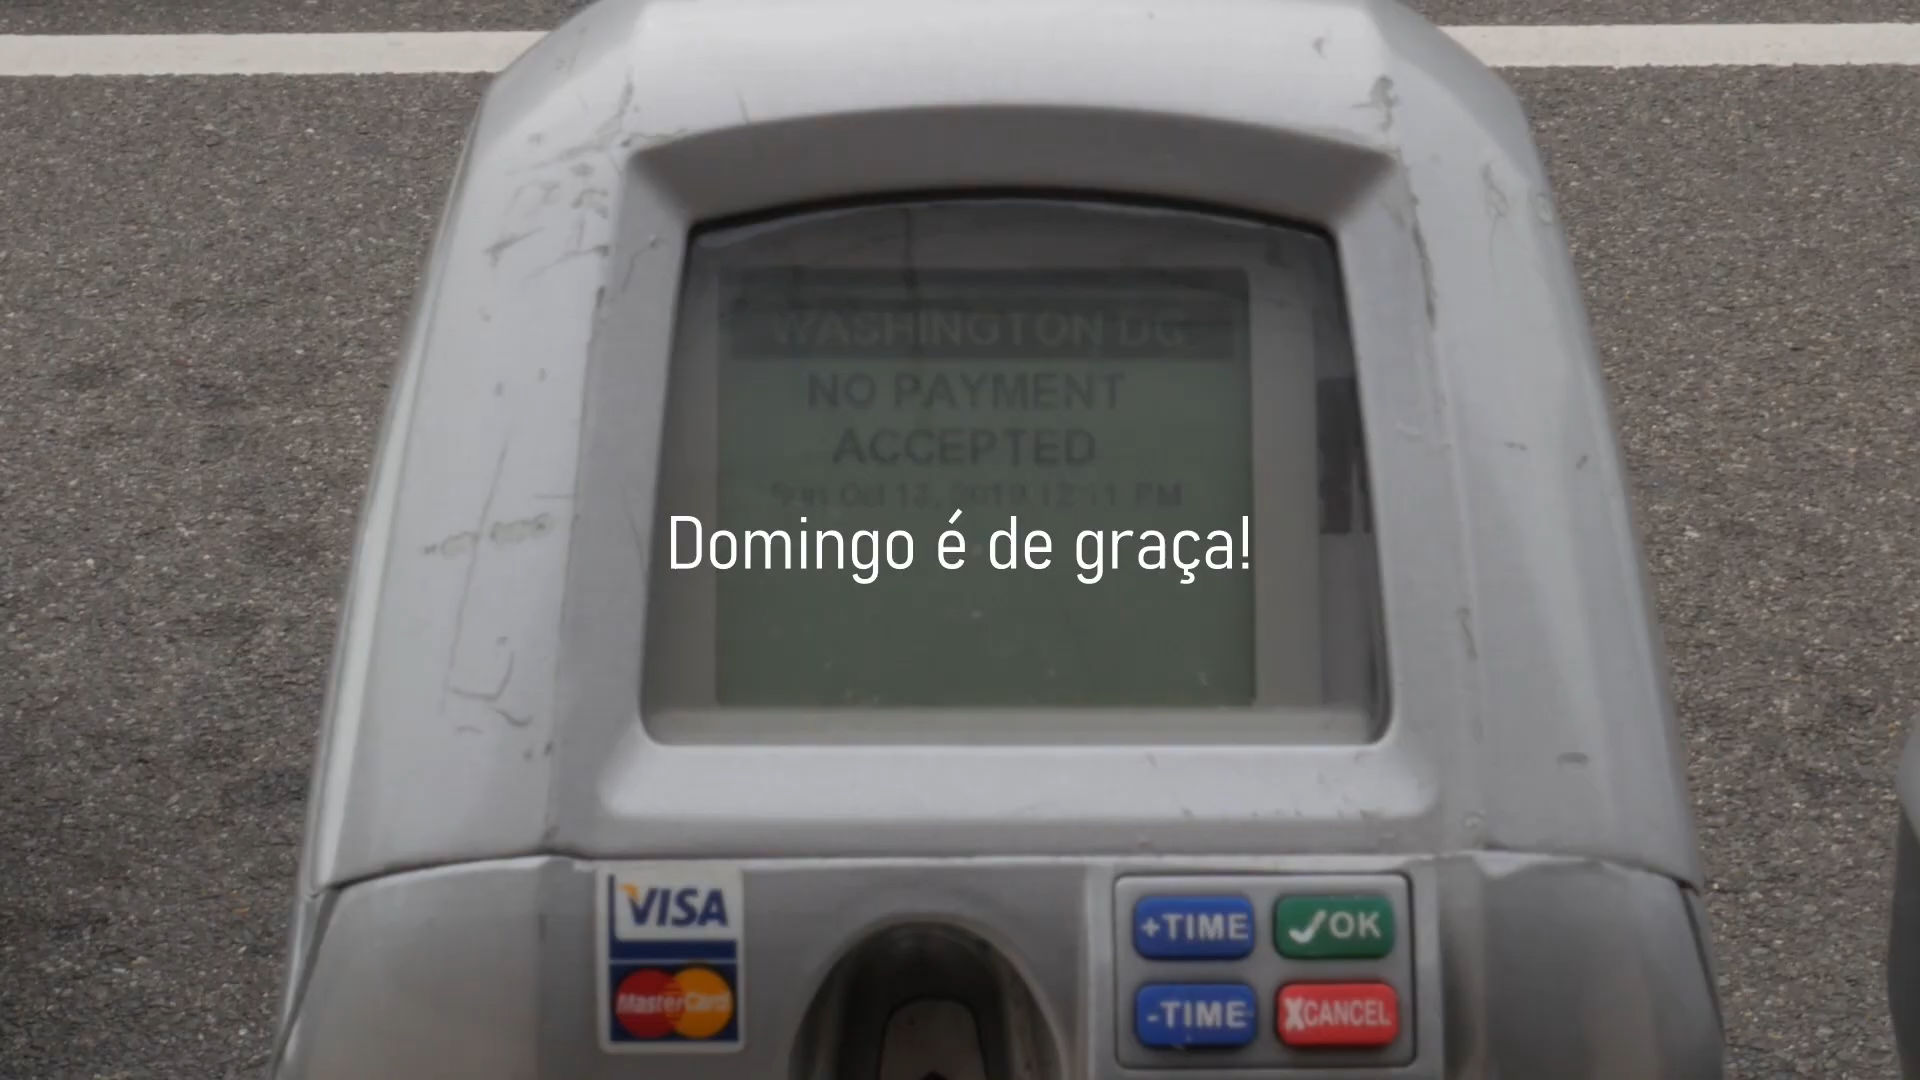 WASHINGTON DC
NO PAYMENT
ACCEPTED
Domingo é de graça!
VISA
MasterCard
+TIME
OK
-TIME
XCANCEL